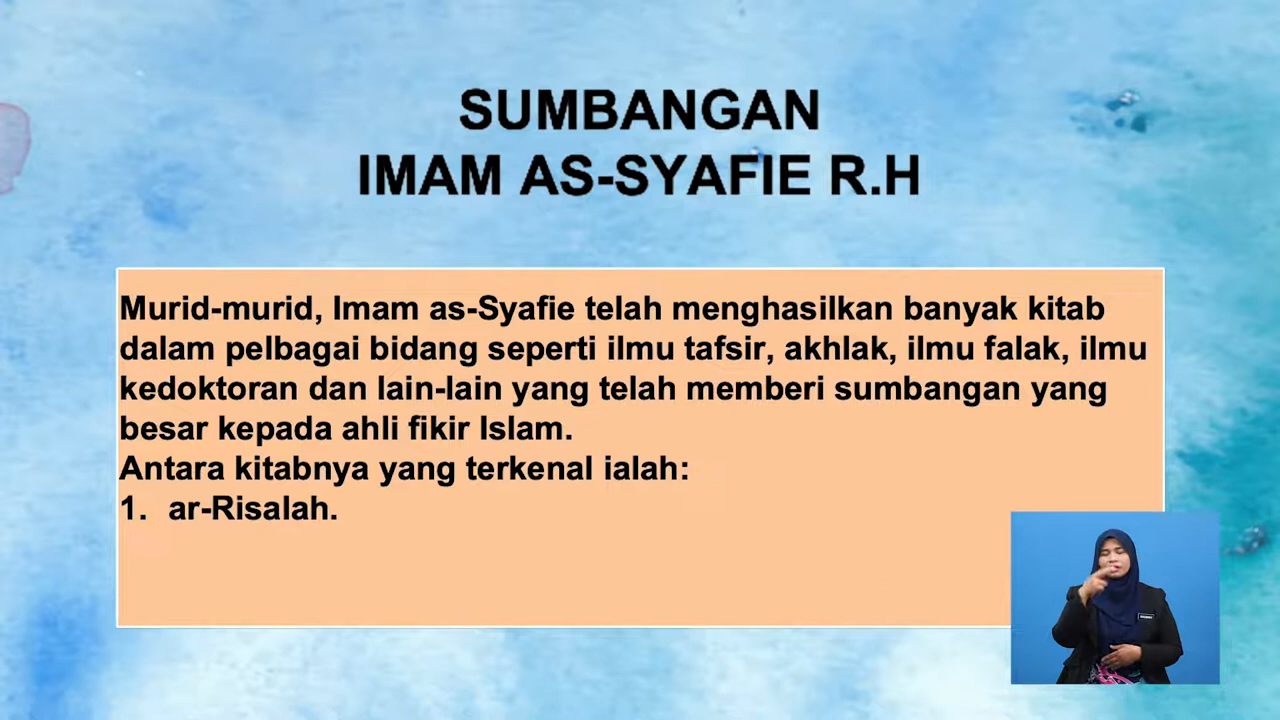 SUMBANGAN
IMAM AS-SYAFIE R.H
Murid-murid, Imam as-Syafie telah menghasilkan banyak kitab
dalam pelbagai bidang seperti ilmu tafsir, akhlak, ilmu falak, ilmu
kedoktoran dan lain-lain yang telah memberi sumbangan yang
besar kepada ahli fikir Islam.
Antara kitabnya yang terkenal ialah:
1. ar-Risalah.